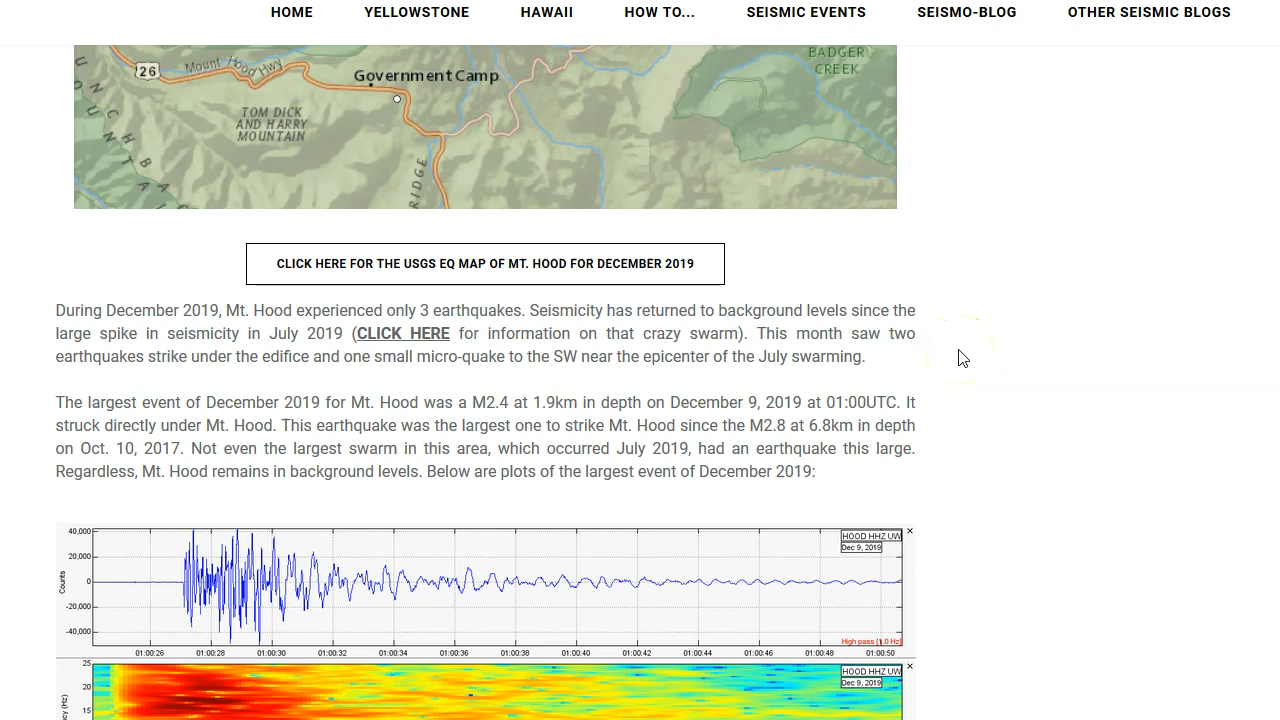 HOME YELLOWSTONE HAWAII HOW TO... SEISMIC EVENTS SEISMO-BLOG OTHER SEISMIC BLOGS
BADGER
CREEK
26 Mount Hood Hwy
Government Camp
TOM DICK
AND HARRY
MOUNTAIN
RIDGE
CLICK HERE FOR THE USGS EQ MAP OF MT. HOOD FOR DECEMBER 2019
During December 2019, Mt. Hood experienced only 3 earthquakes. Seismicity has returned to background levels since the
large spike in seismicity in July 2019 (CLICK HERE for information on that crazy swarm). This month saw two
earthquakes strike under the edifice and one small micro-quake to the SW near the epicenter of the July swarming.
The largest event of December 2019 for Mt. Hood was a M2.4 at 1.9km in depth on December 9, 2019 at 01:00UTC. It
struck directly under Mt. Hood. This earthquake was the largest one to strike Mt. Hood since the M2.8 at 6.8km in depth
on Oct. 10, 2017. Not even the largest swarm in this area, which occurred July 2019, had an earthquake this large.
Regardless, Mt. Hood remains in background levels. Below are plots of the largest event of December 2019:
40,000
20,000
0
-20,000
-40,000
Counts
HOOD HHZ UW
Dec 9, 2019
High pass [1.0 Hz]
01:00:26 01:00:28 01:00:30 01:00:32 01:00:34 01:00:36 01:00:38 01:00:40 01:00:42 01:00:44 01:00:46 01:00:48 01:00:50
25
20
15
HOOD HHZ UW
Dec 9, 2019